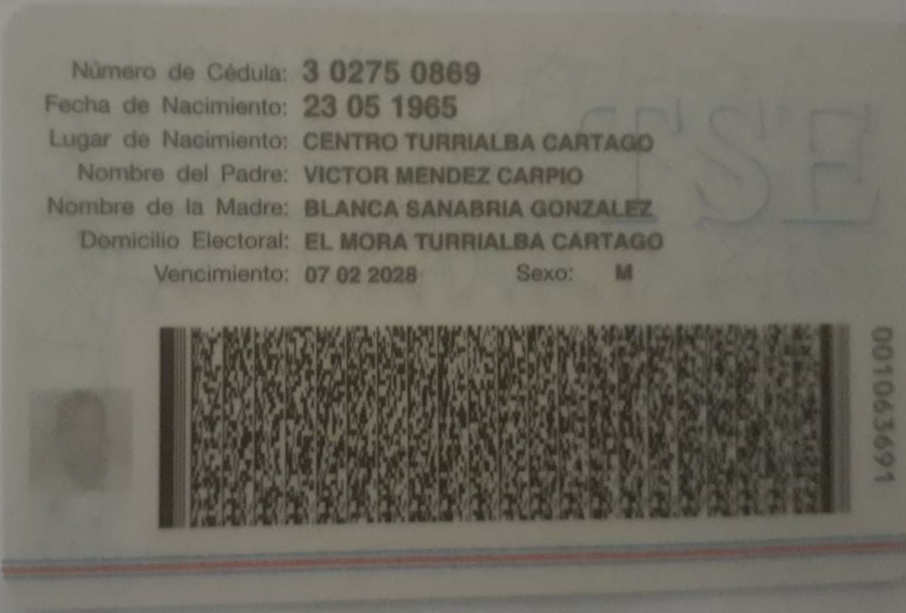 Número de Cédula: 3 0275 0869
Fecha de Nacimiento: 23 05 1965
Lugar de Nacimiento: CENTRO TURRIALBA CARTAGO
Nombre del Padre: VICTOR MENDEZ CARPIO
Nombre de la Madre: BLANCA SANABRIA GONZALEZ
Domicilio Electoral: EL MORA TURRIALBA CARTAGO
Vencimiento: 07 02 2028 Sexo: M
TSE
001063691